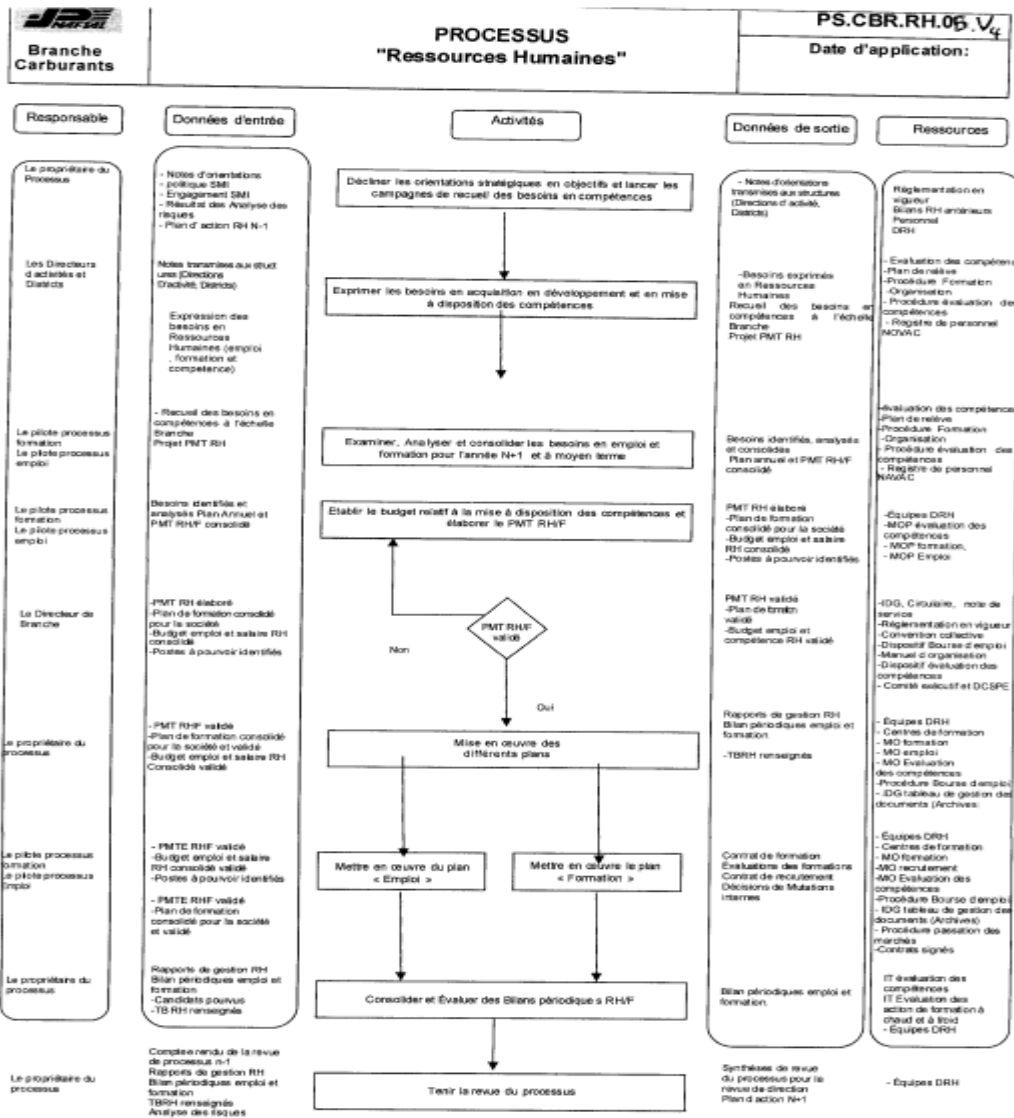 NAFTAL
Branche
Carburants
PROCESSUS
"Ressources Humaines"
PS.CBR.RH.05.V4
Date d'application:
Responsable
Données d'entrée
Activités
Données de sortie
Ressources
Le propriétaire du
Processus
- Notes d'orientations
- politique SMI
- Engagement SMI
- Résultat des Analyse des
risques
- Plan d'action RH N-1
Décliner les orientations stratégiques en objectifs et lancer les
campagnes de recueil des besoins en compétences
- Notes d'orientations
transmises aux structures
(Directions d'activité,
Districts)
Réglementation en
vigueur
Bilans RH antérieurs
Personnel
DRH
Les Directeurs
d'activités et
Districts
Notes transmises aux struct
ures (Directions
D'activité, Districts)
Expression des
besoins en
Ressources
Humaines (emploi
, formation et
compétence)
Exprimer les besoins en acquisition en développement et en mise
à disposition des compétences
-Besoins exprimés
en Ressources
Humaines
Recueil des besoins en
compétences à l'échelle
Branche
Projet PMT RH
- Evaluation des compétenc
-Plan de relève
-Procédure Formation
-Organisation
- Procédure évaluation des
compétences
- Registre de personnel
NOVAC
Le pilote processus
formation
Le pilote processus
emploi
- Recueil des besoins en
compétences à l'échelle
Branche
Projet PMT RH
Examiner, Analyser et consolider les besoins en emploi et
formation pour l'année N+1 et à moyen terme
Besoins identifiés, analysés
et consolidés
Plan annuel et PMT RH/F
consolidé
-évaluation des compétence
-Plan de relève
-Procédure Formation
-Organisation
- Procédure évaluation des
compétences
- Registre de personnel
NAVAC
Le pilote processus
formation
Le pilote processus
emploi
Besoins identifiés et
analysés Plan Annuel et
PMT RH/F consolidé
Etablir le budget relatif à la mise à disposition des compétences et
élaborer le PMT RH/F
PMT RH élaboré
-Plan de formation
consolidé pour la société
-Budget emploi et salaire
RH consolidé
-Postes à pourvoir identifiés
-Équipes DRH
-MOP évaluation des
compétences
- MOP formation,
- MOP Emploi
Le Directeur de
Branche
-PMT RH élaboré
-Plan de formation consolidé
pour la société
-Budget emploi et salaire RH
consolidé
-Postes à pourvoir identifiés
PMT RH/F
validé
Non
Oui
PMT RH validé
-Plan de formation
validé
-Budget emploi et
compétence RH validé
-IDG, Circulaire, note de
service
-Réglementation en vigueur
-Convention collective
-Dispositif Bourse d'emploi
-Manuel d'organisation
-Dispositif évaluation des
compétences
- Comité exécutif et DCSPE
Le propriétaire du
processus
- PMT RHF validé
-Plan de formation consolidé
pour la société et validé
-Budget emploi et salaire RH
Consolidé validé
Mise en œuvre des
différents plans
Rapports de gestion RH
Bilan périodiques emploi et
formation
-TBRH renseignés
- Équipes DRH
- Centres de formation
- MO formation
- MO emploi
-MO Evaluation
des compétences
-Procédure Bourse d'emploi
- IDG tableau de gestion des
documents (Archives
Le pilote processus
formation
Le pilote processus
Emploi
- PMTE RHF validé
-Budget emploi et salaire
RH consolidé validé
-Postes à pourvoir identifiés
- PMTE RHF validé
-Plan de formation
consolidé pour la société
et validé
Mettre en œuvre du plan
« Emploi »
Mettre en œuvre le plan
« Formation »
Contrat de formation
Évaluations des formations
Contrat de recrutement
Décisions de Mutations
internes
- Équipes DRH
- Centres de formation
- MO formation
-MO recrutement
-MO Evaluation des
compétences
-Procédure Bourse d'emploi
- IDG tableau de gestion des
documents (Archives)
- Procédure passation des
marchés
-Contrats signés
Le propriétaire du
processus
Rapports de gestion RH
Bilan périodiques emploi et
formation
-Candidats pourvus
-TB RH renseignés
Consolider et Évaluer des Bilans périodiques RH/F
Bilan périodiques emploi et
formation.
IT évaluation des
compétences
IT Evaluation des
action de formation à
chaud et à froid
- Équipes DRH
Le propriétaire du
processus
Compte rendu de la revue
de processus n-1
Rapports de gestion RH
Bilan périodiques emploi et
formation
TBRH renseignés
Analyse des risques
Tenir la revue du processus
Synthèses de revue
du processus pour la
revue de direction
Plan d'action N+1
- Équipes DRH